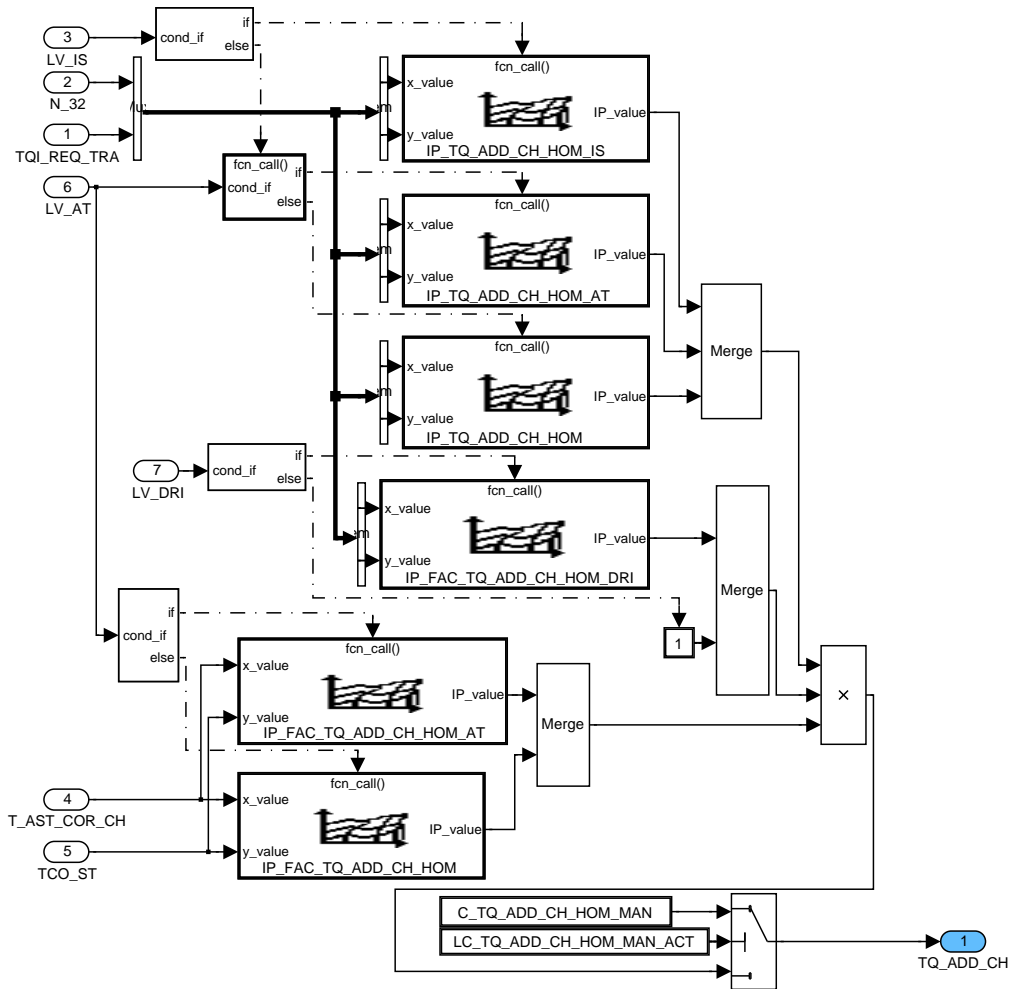 3
LV_IS
cond_if
if
else
2
N_32
1
TQI_REQ_TRA
6
LV_AT
fcn_call()
cond_if
if
else
fcn_call()
x_value
y_value
IP_value
IP_TQ_ADD_CH_HOM_IS
fcn_call()
x_value
y_value
IP_value
IP_TQ_ADD_CH_HOM_AT
fcn_call()
x_value
y_value
IP_value
IP_TQ_ADD_CH_HOM
Merge
7
LV_DRI
cond_if
if
else
fcn_call()
x_value
y_value
IP_value
IP_FAC_TQ_ADD_CH_HOM_DRI
1
Merge
cond_if
if
else
fcn_call()
x_value
y_value
IP_value
IP_FAC_TQ_ADD_CH_HOM_AT
Merge
×
4
T_AST_COR_CH
5
TCO_ST
fcn_call()
x_value
y_value
IP_value
IP_FAC_TQ_ADD_CH_HOM
C_TQ_ADD_CH_HOM_MAN
LC_TQ_ADD_CH_HOM_MAN_ACT
1
TQ_ADD_CH